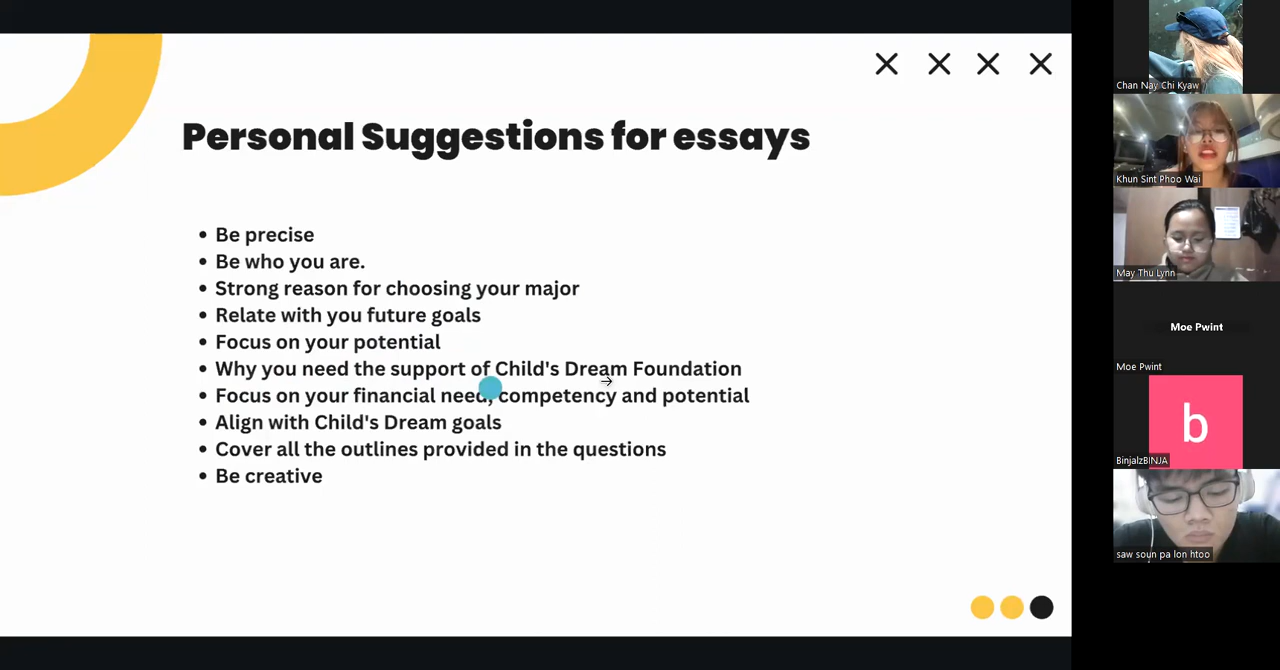 Personal Suggestions for essays
• Be precise
• Be who you are.
• Strong reason for choosing your major
• Relate with you future goals
• Focus on your potential
• Why you need the support of Child's Dream Foundation
• Focus on your financial need, competency and potential
• Align with Child's Dream goals
• Cover all the outlines provided in the questions
• Be creative
Chan Nay Chi Kyaw
Khun Sint Phoo Wai
May Thu Lynn
Moe Pwint
Moe Pwint
b
BinjalzBINJA
saw soun pa lon htoo